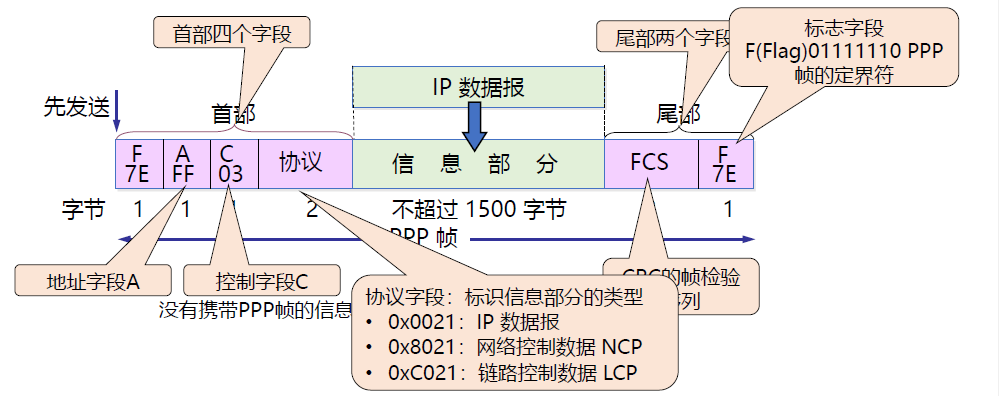 首部四个字段
尾部两个字段
标志字段
F(Flag)01111110 PPP
帧的定界符
IP 数据报
先发送
首部
尾部
F
7E
A
FF
C
03
协议
信 息 部 分
FCS
F
7E
字节
1
1
2
不超过 1500 字节
1
PPP 帧
地址字段A
控制字段C
没有携带PPP帧的信息
CRC的帧检验
序列
协议字段：标识信息部分的类型
• 0x0021：IP 数据报
• 0x8021：网络控制数据 NCP
• 0xC021：链路控制数据 LCP